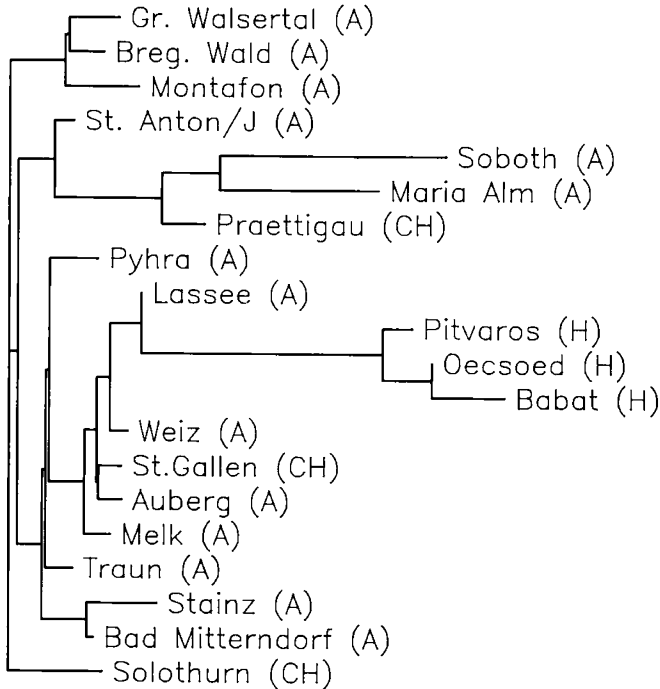 Gr. Walsertal (A)
Breg. Wald (A)
Montafon (A)
St. Anton/J (A)
Soboth (A)
Maria Alm (A)
Praettigau (CH)
Pyhra (A)
Lassee (A)
Pitvaros (H)
Oecsoed (H)
Babat (H)
Weiz (A)
St.Gallen (CH)
Auberg (A)
Melk (A)
Traun (A)
Stainz (A)
Bad Mitterndorf (A)
Solothurn (CH)